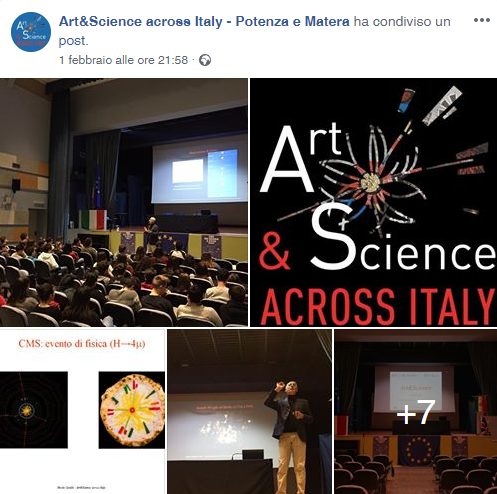 Art&Science across Italy - Potenza e Matera ha condiviso un
post.
1 febbraio alle ore 21:58 ·
Art
& Science
ACROSS ITALY
CMS: evento di fisica (H→4μ)
+7